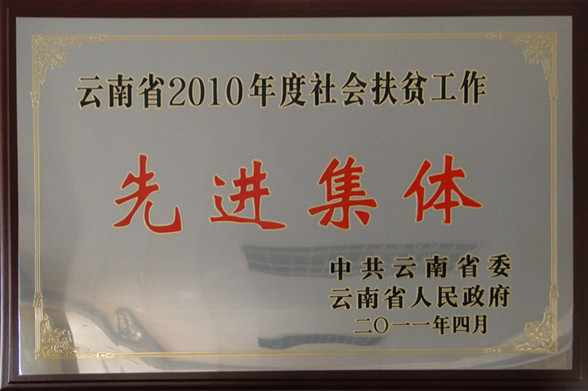 云南省2010年度社会扶贫工作
先进集体
中共云南省委
云南省人民政府
二〇一一年四月